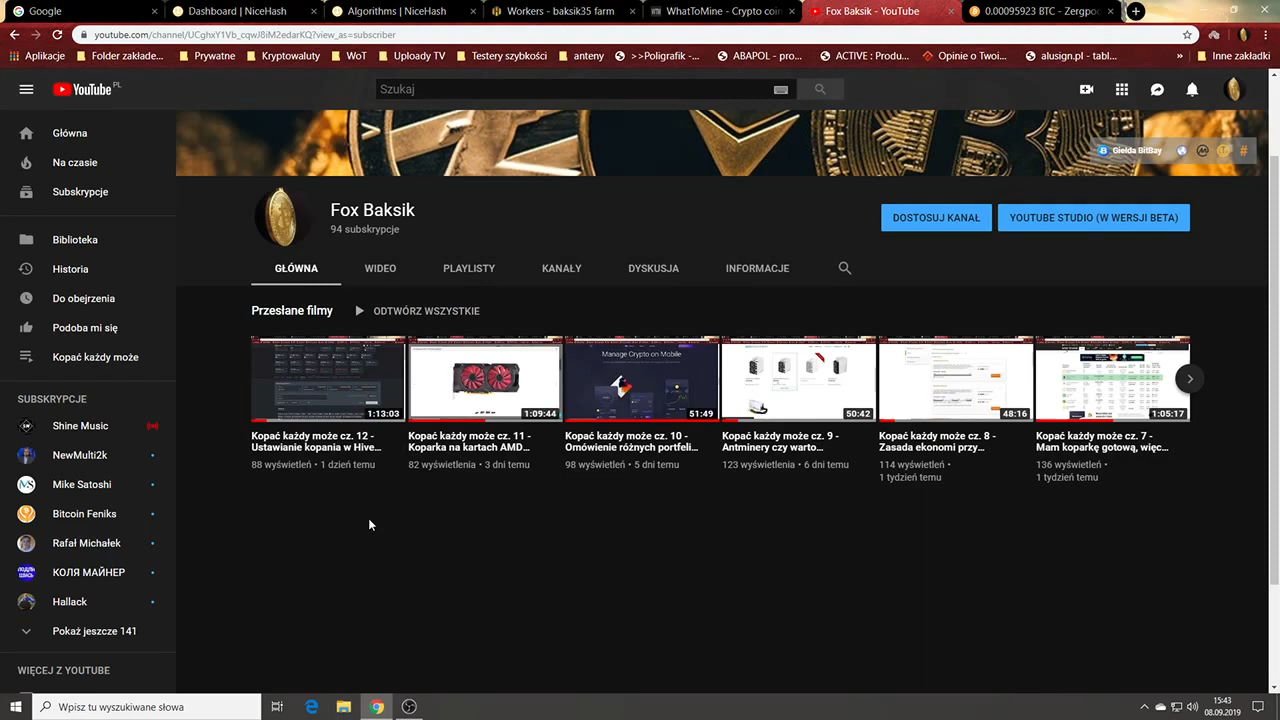 Google
Dashboard | NiceHash
Algorithms | NiceHash
Workers - baksik35 farm
WhatToMine - Crypto coin
Fox Baksik - YouTube
0.00095923 BTC - Zergpoo
youtube.com/channel/UCghxY1Vb_cqwJ8iM2edarKQ?view_as=subscriber
Aplikacje
Folder zakłade...
Prywatne
Kryptowaluty
WoT
Uploady TV
Testery szybkości
anteny
>>Poligrafik -...
ABAPOL - pro...
ACTIVE : Produ...
Opinie o Twoi...
alusign.pl - tabl...
»
Inne zakładki
YouTube PL
Szukaj
Główna
Na czasie
Subskrypcje
Biblioteka
Historia
Do obejrzenia
Podoba mi się
Kopać każdy może
SUBSKRYPCJE
Shine Music
NewMulti2k
Mike Satoshi
Bitcoin Feniks
Rafał Michałek
КОЛЯ МАЙНЕР
Hallack
Pokaż jeszcze 141
WIĘCEJ Z YOUTUBE
Giełda BitBay
Fox Baksik
94 subskrypcje
DOSTOSUJ KANAŁ
YOUTUBE STUDIO (W WERSJI BETA)
GŁÓWNA
WIDEO
PLAYLISTY
KANAŁY
DYSKUSJA
INFORMACJE
Przesłane filmy
ODTWÓRZ WSZYSTKIE
1:13:03
Kopać każdy może cz. 12 -
Ustawianie kopania w Hive...
88 wyświetleń • 1 dzień temu
1:09:44
Kopać każdy może cz. 11 -
Koparka na kartach AMD...
82 wyświetlenia • 3 dni temu
Manage Crypto on Mobile
51:49
Kopać każdy może cz. 10 -
Omówienie różnych portfeli...
98 wyświetleń • 5 dni temu
50:42
Kopać każdy może cz. 9 -
Antminery czy warto...
123 wyświetlenia • 6 dni temu
48:16
Kopać każdy może cz. 8 -
Zasada ekonomi przy...
114 wyświetleń •
1 tydzień temu
1:05:17
Kopać każdy może cz. 7 -
Mam koparkę gotową, więc...
136 wyświetleń •
1 tydzień temu
Wpisz tu wyszukiwane słowa
15:43
08.09.2019